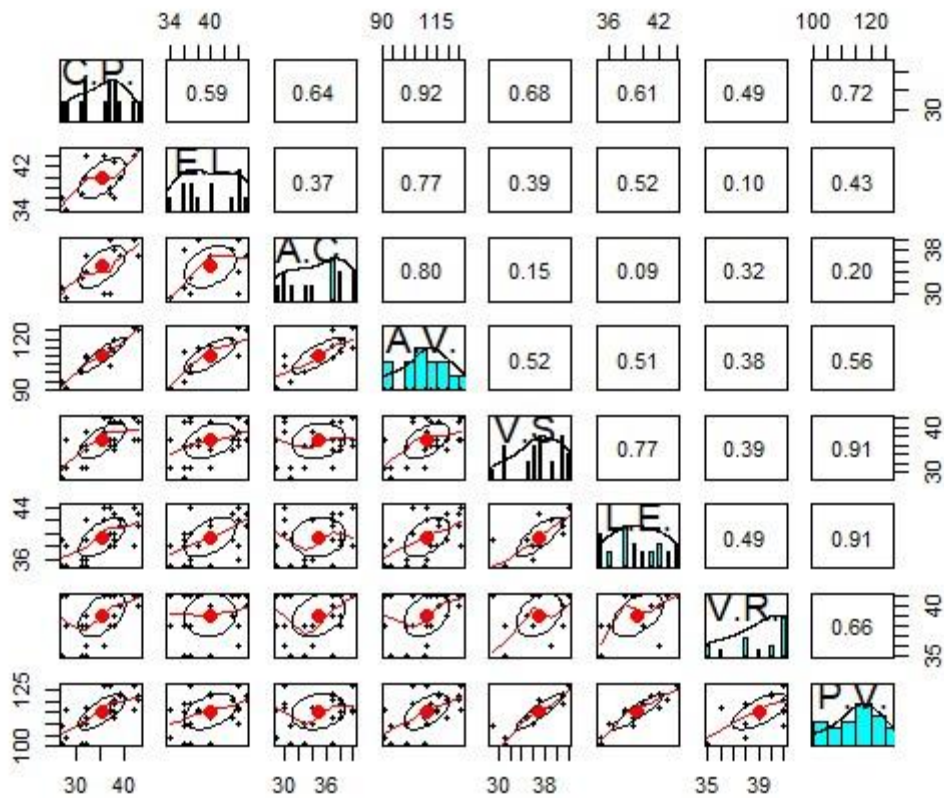 34 40 90 115 36 42 100 120
C.P. 0.59 0.64 0.92 0.68 0.61 0.49 0.72 30
34 42 E.L. 0.37 0.77 0.39 0.52 0.10 0.43
A.C. 0.80 0.15 0.09 0.32 0.20 30 38
90 120 A.V. 0.52 0.51 0.38 0.56
V.S. 0.77 0.39 0.91 30 40
36 44 L.E. 0.49 0.91
V.R. 0.66 35 40
100 125 P.V.
30 40 30 36 30 38 35 39